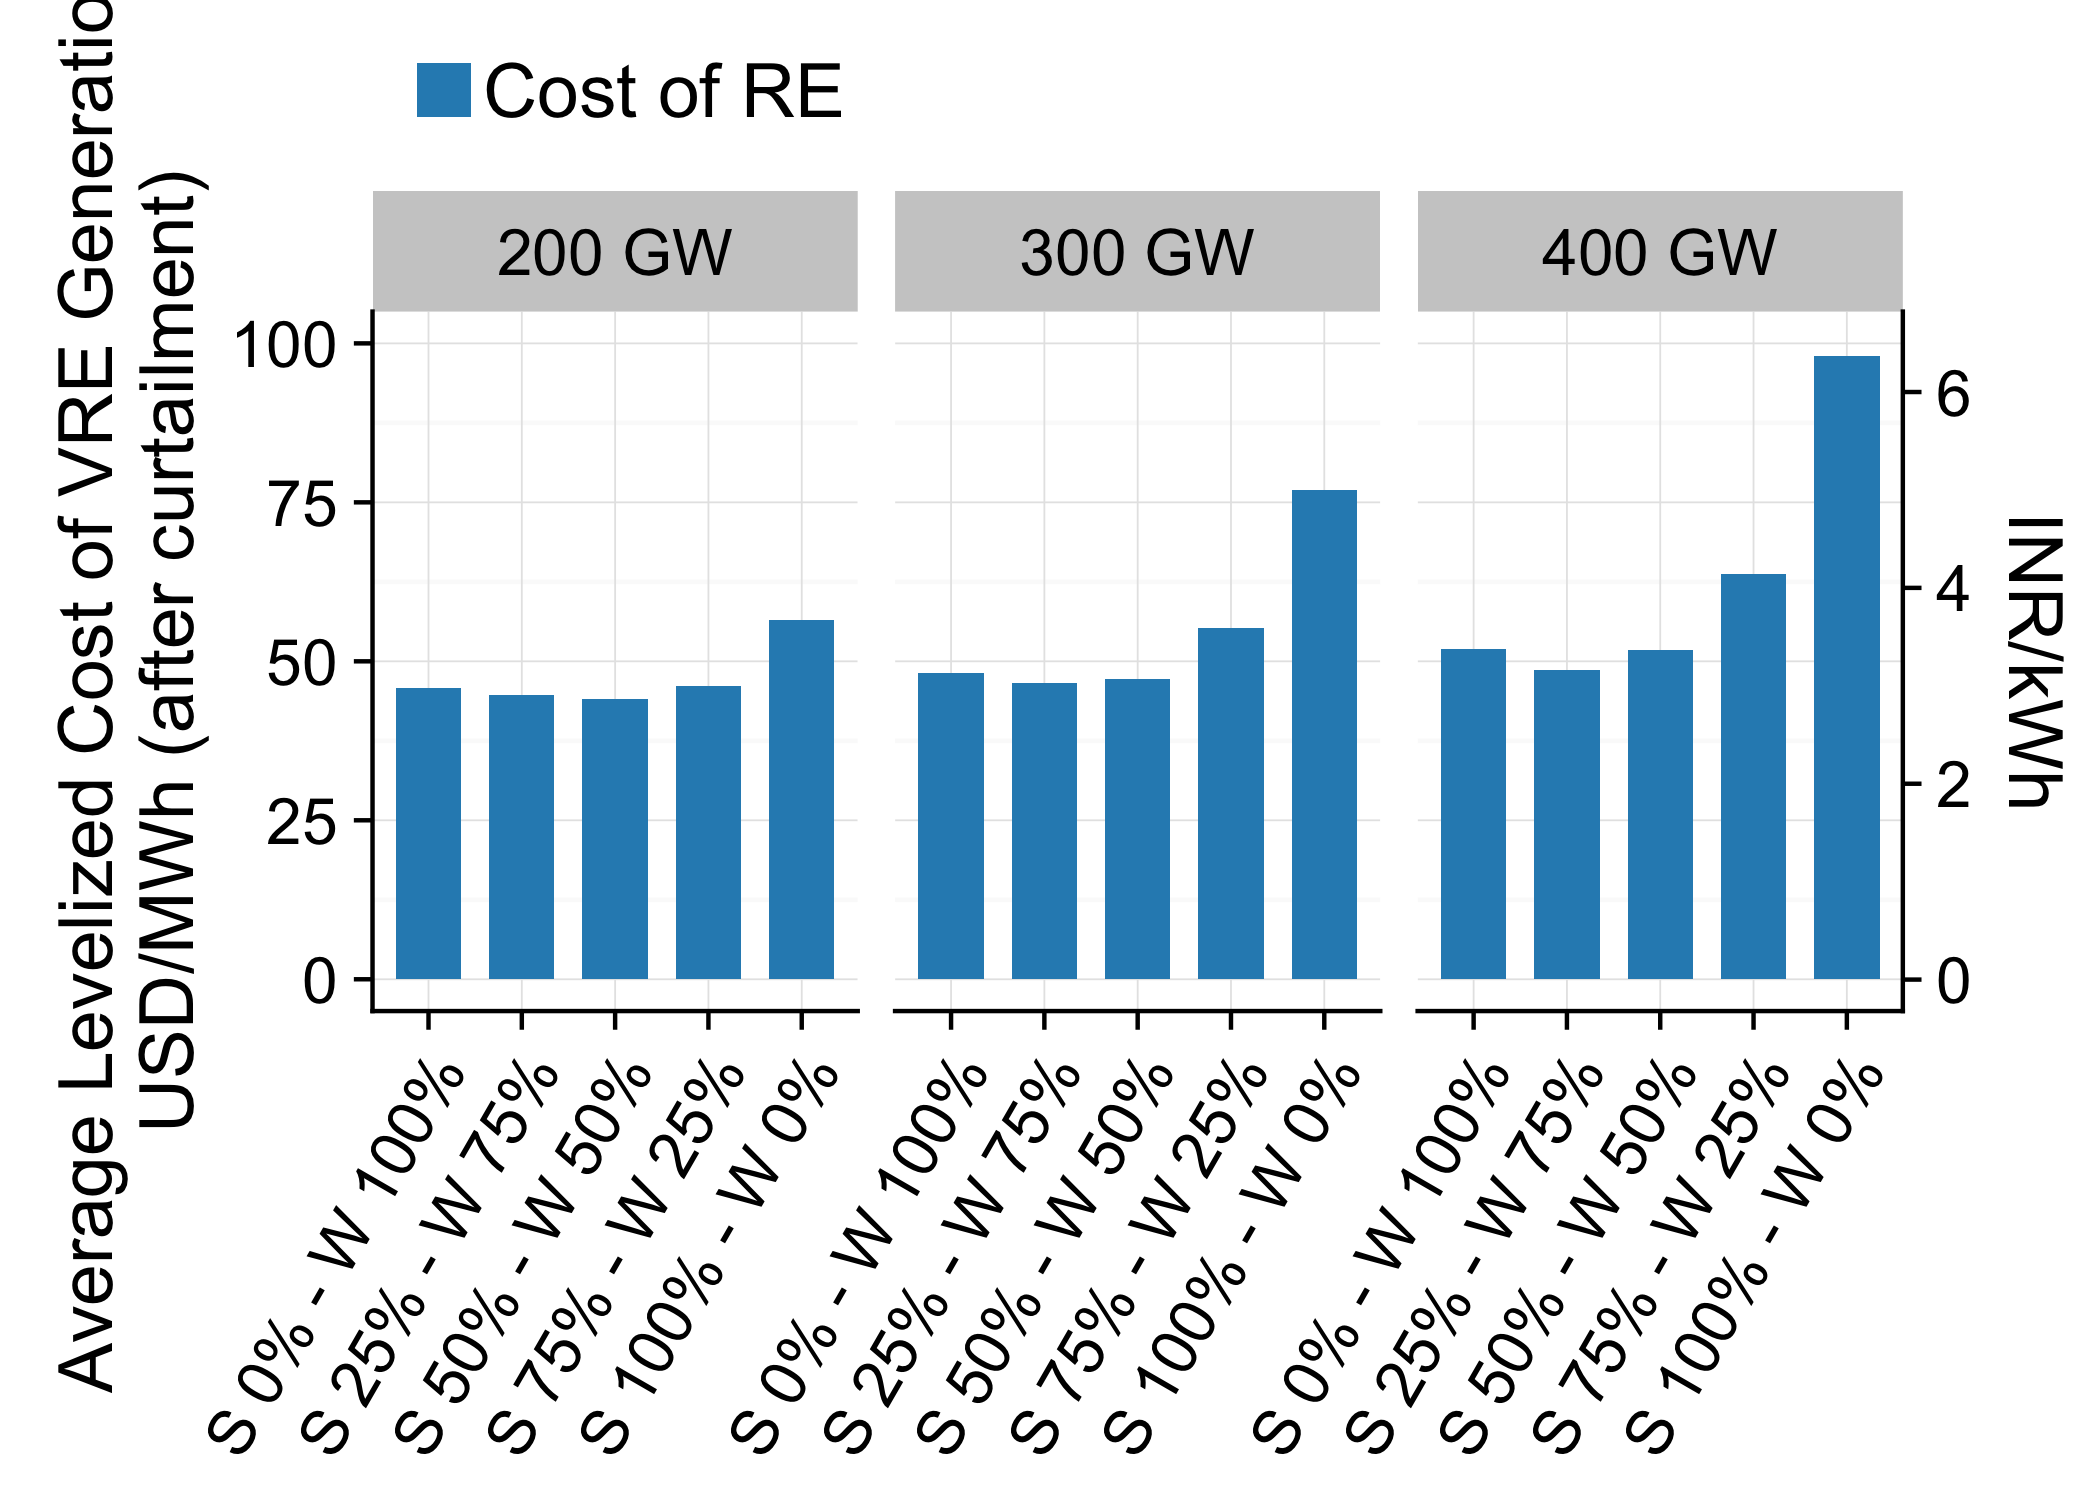 Average Levelized Cost of VRE Generatio
USD/MWh (after curtailment)
Cost of RE
200 GW
300 GW
400 GW
100
75
50
25
0
6
4
2
0
INR/kWh
S 0% - W 100%
S 25% - W 75%
S 50% - W 50%
S 75% - W 25%
S 100% - W 0%
S 0% - W 100%
S 25% - W 75%
S 50% - W 50%
S 75% - W 25%
S 100% - W 0%
S 0% - W 100%
S 25% - W 75%
S 50% - W 50%
S 75% - W 25%
S 100% - W 0%